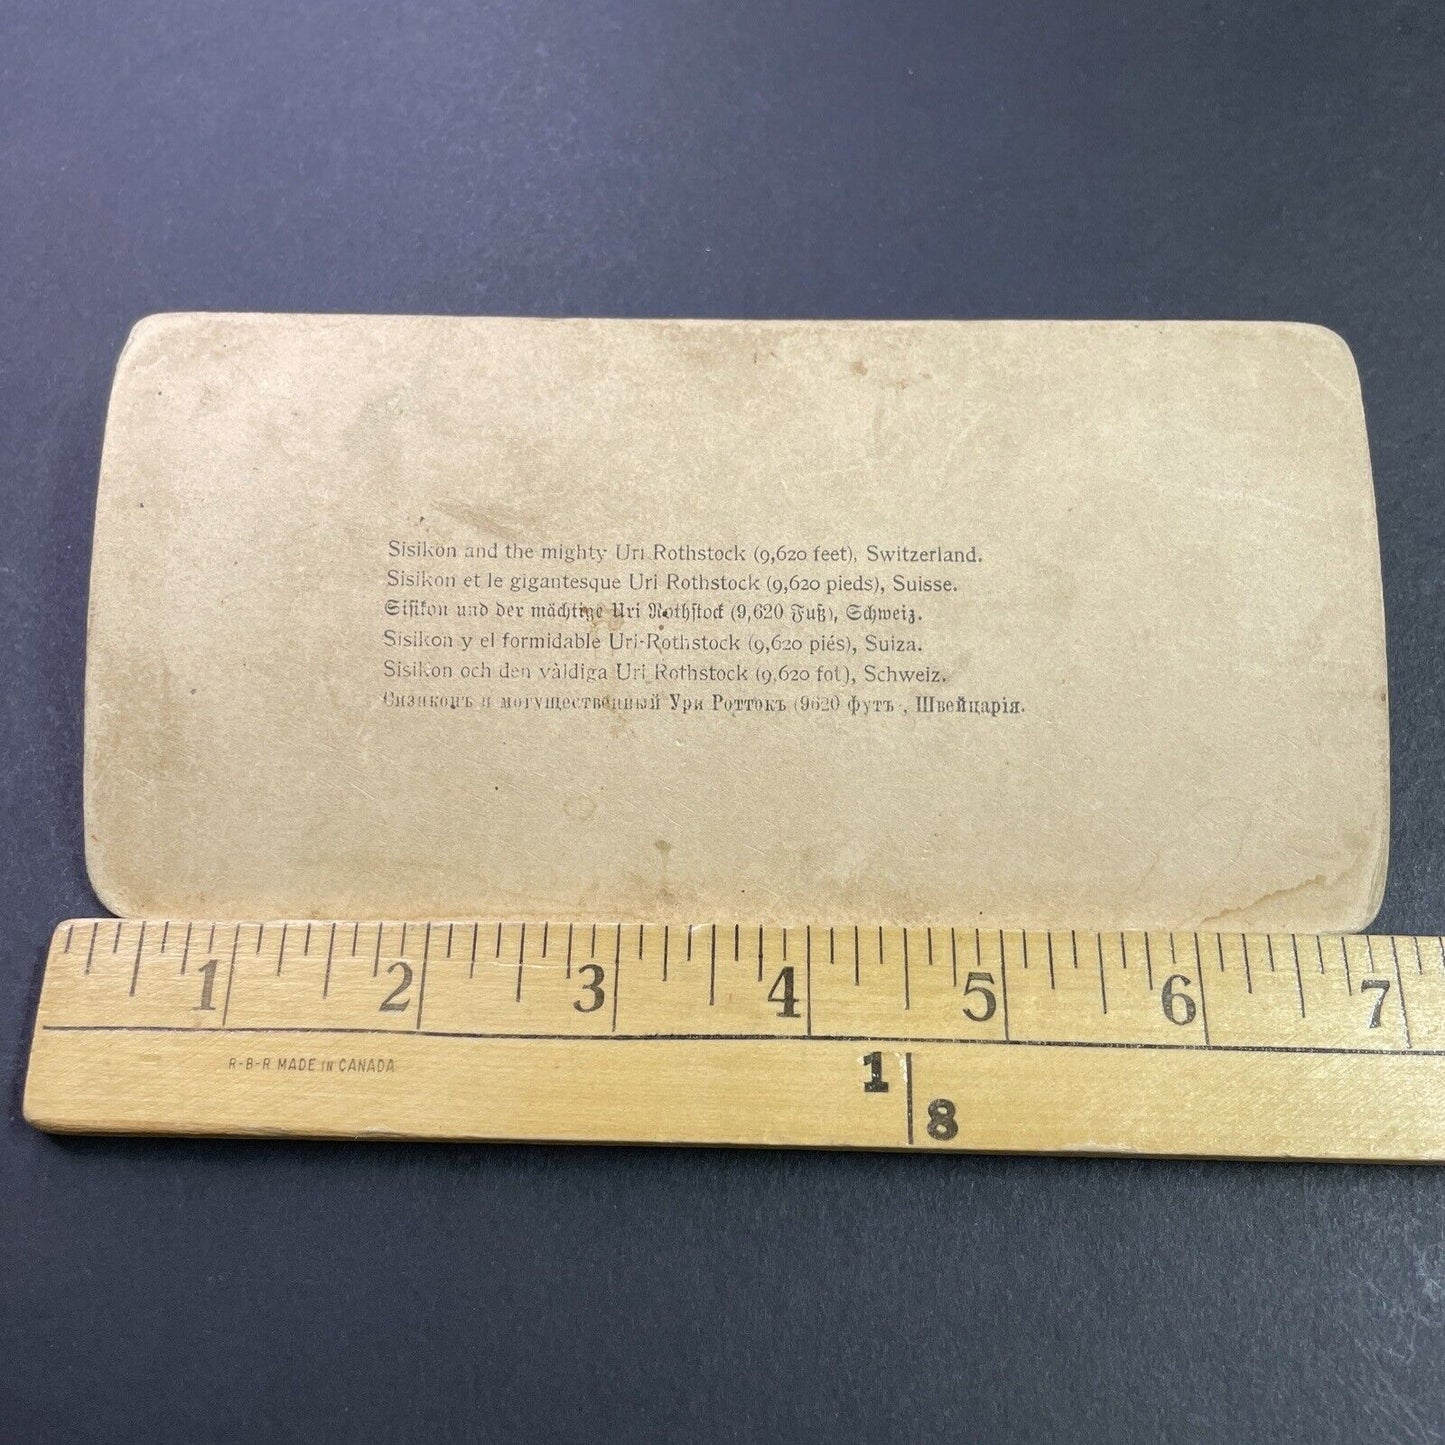 Sisikon and the mighty Uri Rothstock (9,620 feet), Switzerland.
Sisikon et le gigantesque Uri Rothstock (9,620 pieds), Suisse.
Sisikon und der mächtige Uri Rothstock (9,620 Fuß), Schweiz.
Sisikon y el formidable Uri-Rothstock (9,620 piés), Suiza.
Sisikon och den våldiga Uri Rothstock (9,620 fot), Schweiz.
Сизиконъ и могущественный Ури Роттокъ (9620 футъ , Швейцарія.
1 2 3 4 5 6 7
R-B-R MADE IN CANADA
1
8